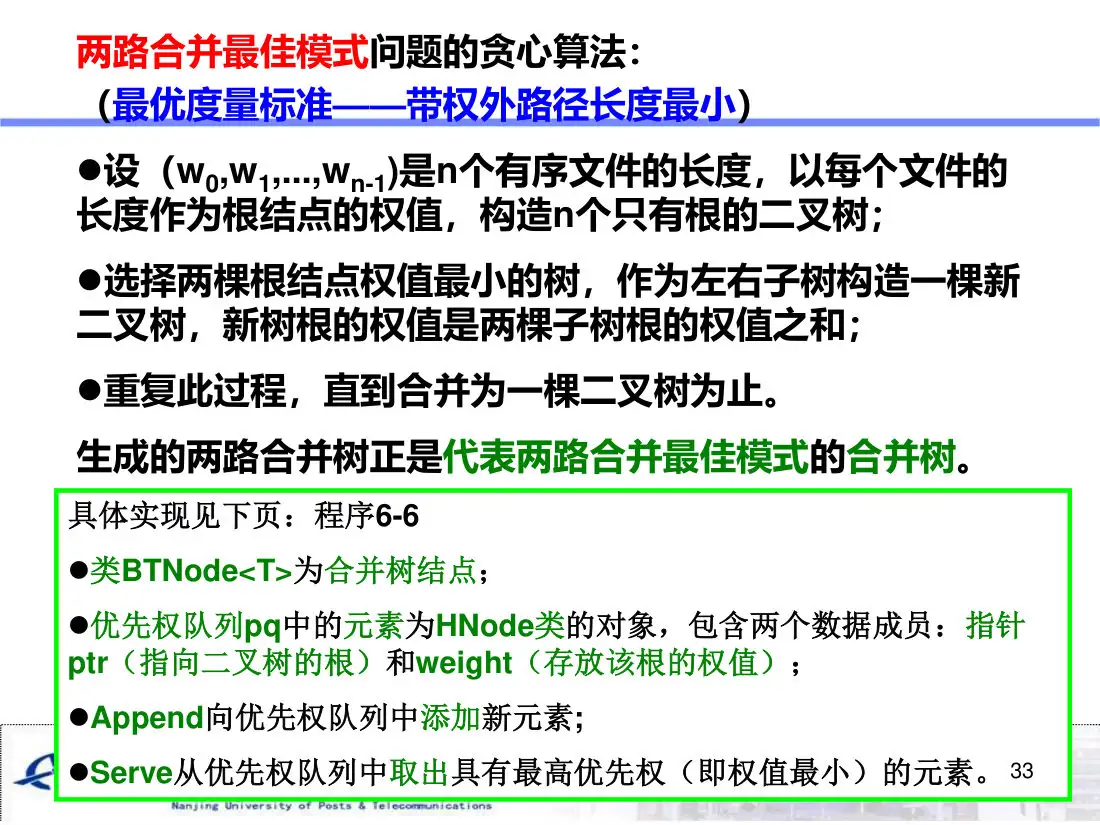 两路合并最佳模式问题的贪心算法：
（最优度量标准——带权外路径长度最小）
●设（w0,w1,...,wn-1)是n个有序文件的长度，以每个文件的
长度作为根结点的权值，构造n个只有根的二叉树；
●选择两棵根结点权值最小的树，作为左右子树构造一棵新
二叉树，新树根的权值是两棵子树根的权值之和；
●重复此过程，直到合并为一棵二叉树为止。
生成的两路合并树正是代表两路合并最佳模式的合并树。
具体实现见下页：程序6-6
●类BTNode<T>为合并树结点；
●优先权队列pq中的元素为HNode类的对象，包含两个数据成员：指针
ptr（指向二叉树的根）和weight（存放该根的权值）；
●Append向优先权队列中添加新元素；
●Serve从优先权队列中取出具有最高优先权（即权值最小）的元素。 33
Nanjing University of Posts & Telecommunications